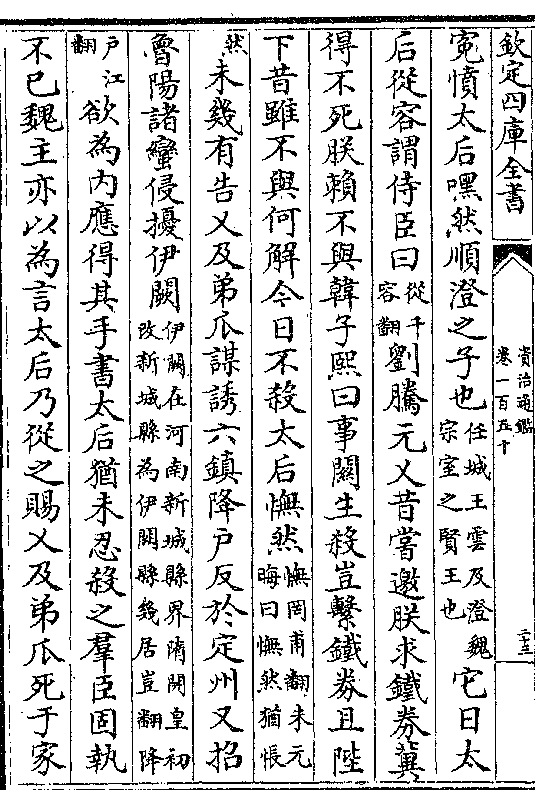 欽定四庫全書
資治通鑑
卷一百五十
二十三
寃憤太后嘿然順澄之子也任城王雲及澄魏宗室之賢王也它日太
后從容謂侍臣曰從千容翻劉騰元乂昔嘗邀朕求鐵券冀
得不死朕賴不與韓子熙曰事關生殺豈繫鐵券且陛
下昔雖不與何解今日不殺太后憮然憮罔甫翻朱元晦曰憮然猶悵
然未幾有告乂及弟爪謀誘六鎮降户反於定州又招
魯陽諸蠻侵擾伊闕伊闕在河南新城縣界隋開皇初改新城縣為伊闕縣幾居豈翻降
户江翻欲為内應得其手書太后猶未忍殺之羣臣固執
不已魏主亦以為言太后乃從之賜乂及弟爪死于家